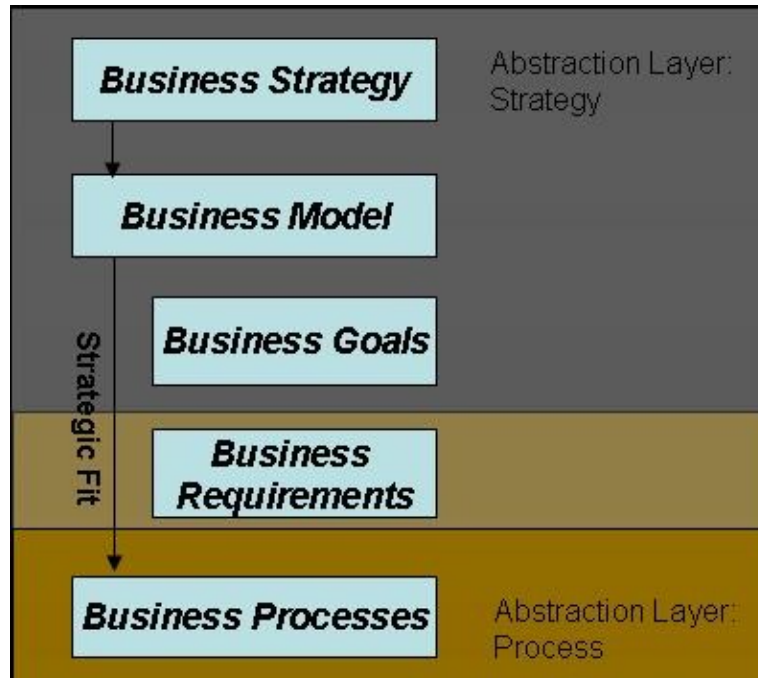 Business Strategy
Abstraction Layer:
Strategy
Business Model
Business Goals
Strategic Fit
Business
Requirements
Business Processes
Abstraction Layer:
Process